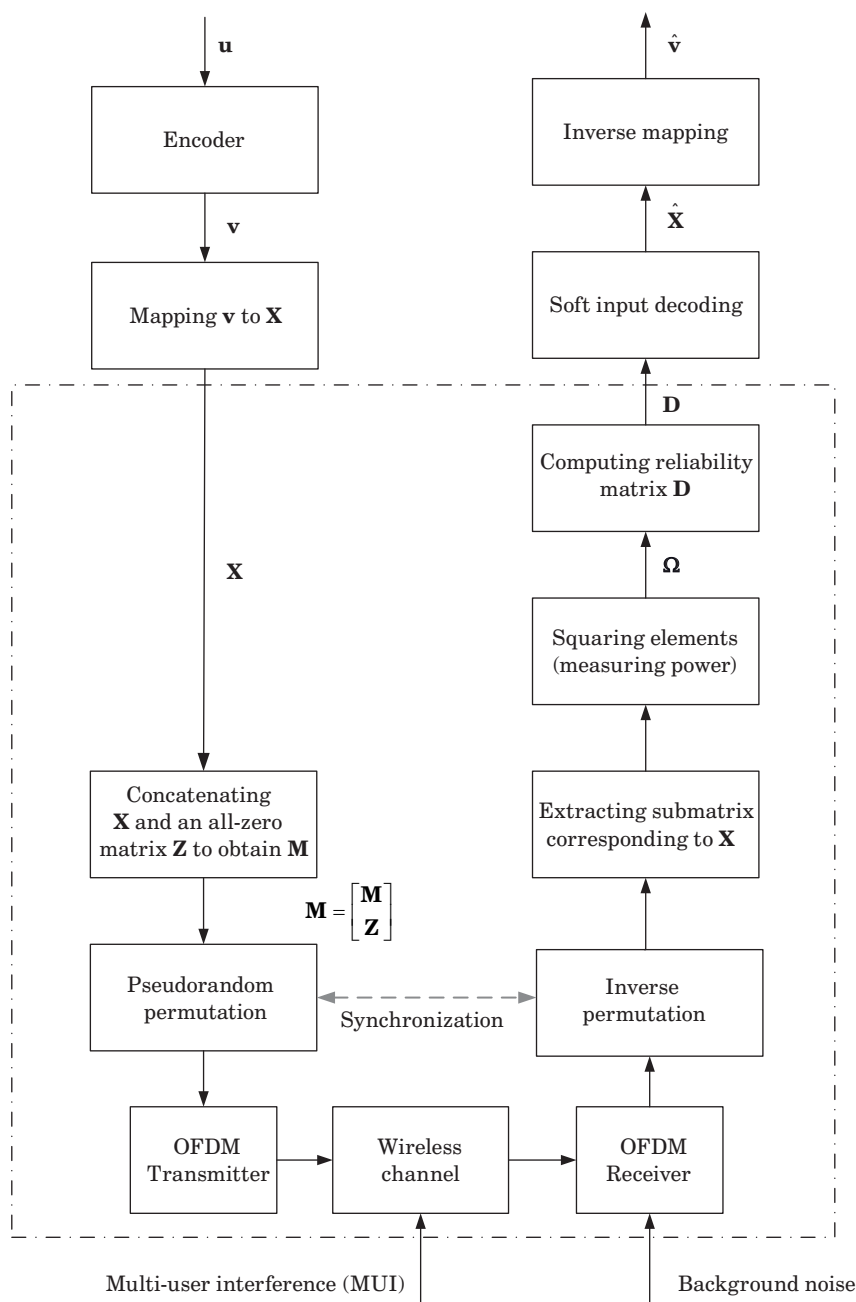 u
Encoder
v
Mapping v to X
X
Concatenating
X and an all-zero
matrix Z to obtain M
M = [M
Z]
Pseudorandom
permutation
Synchronization
OFDM
Transmitter
Wireless
channel
Multi-user interference (MUI)
v̂
Inverse mapping
X̂
Soft input decoding
D
Computing reliability
matrix D
Ω
Squaring elements
(measuring power)
Extracting submatrix
corresponding to X
Inverse
permutation
OFDM
Receiver
Background noise